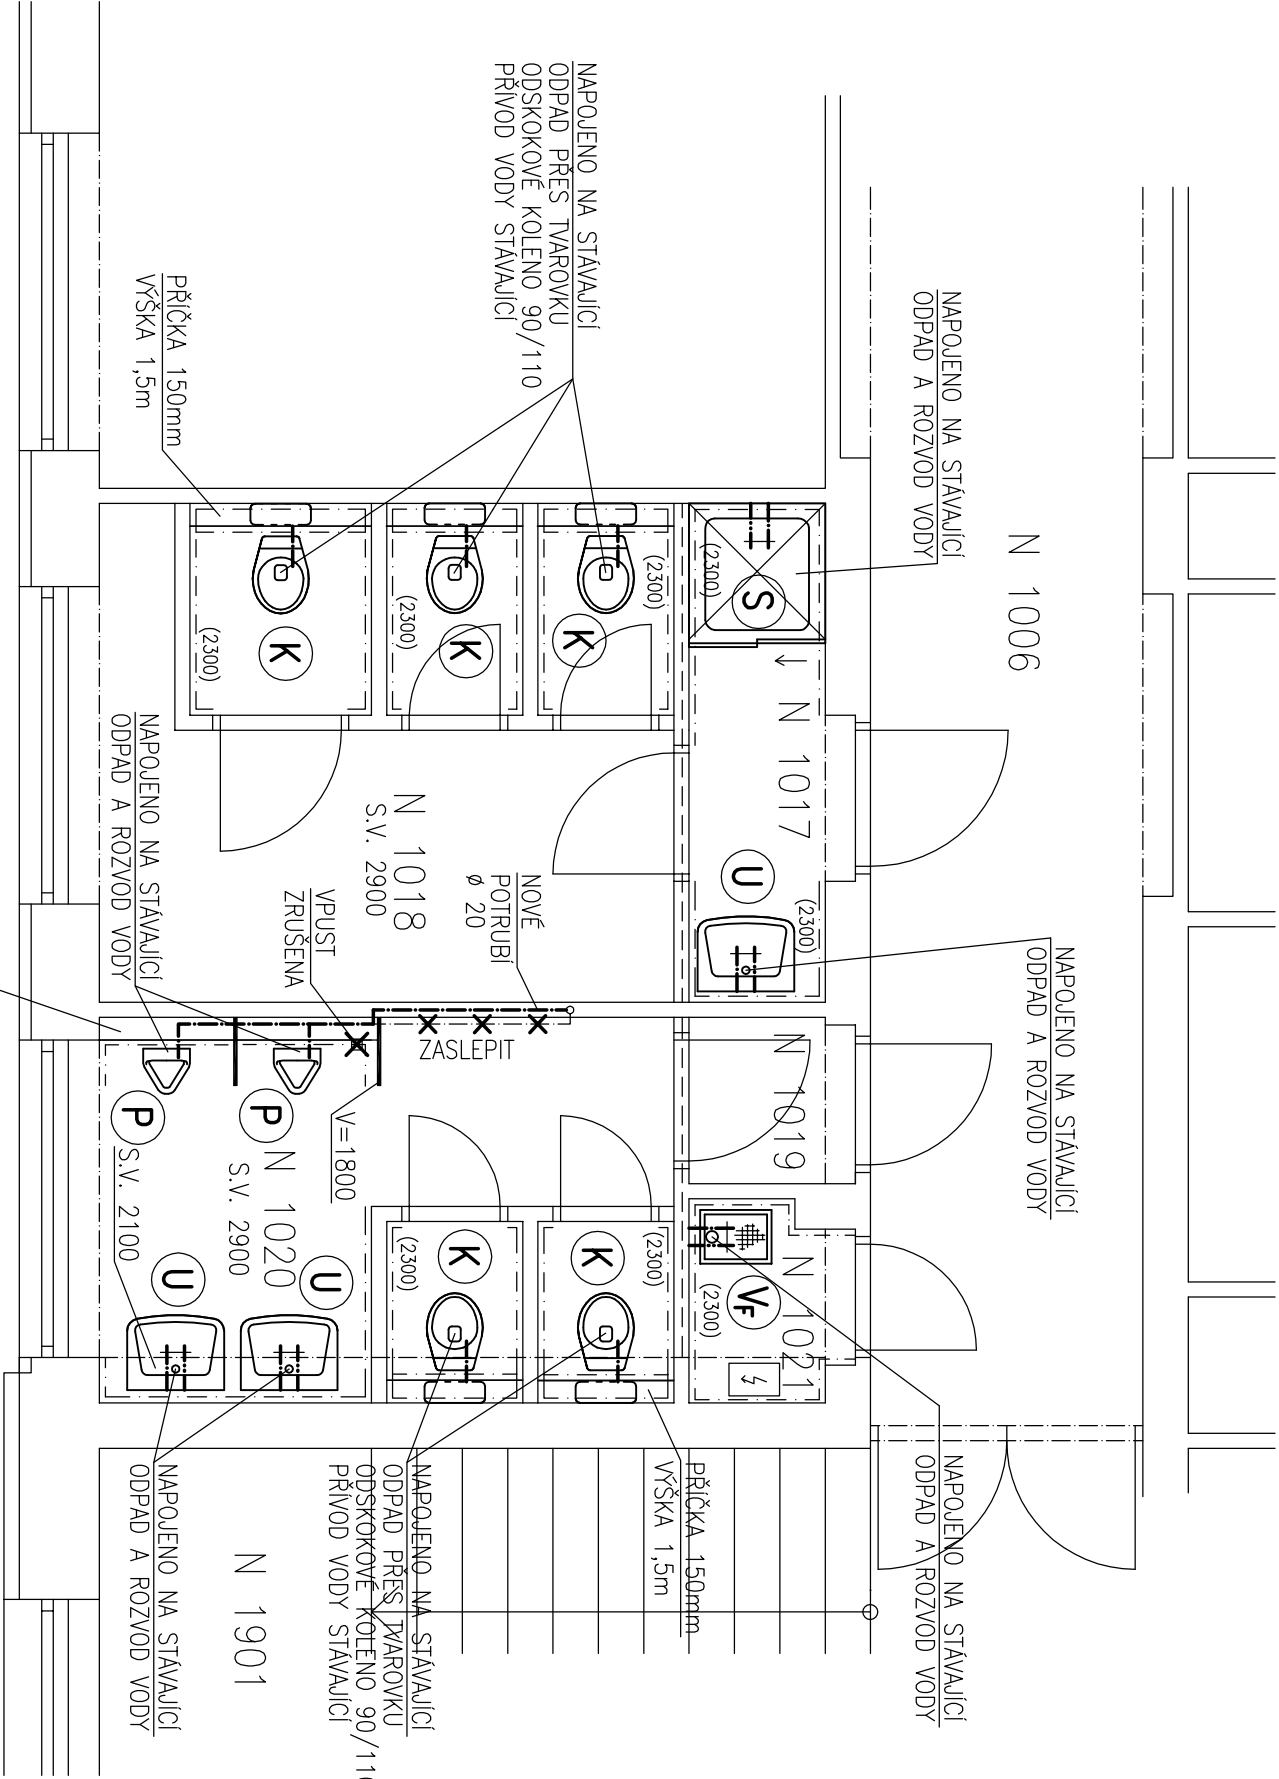 NAPOJENO NA STÁVAJÍCÍ
ODPAD PŘES TVAROVKU
ODSKOKOVÉ KOLENO 90/110
PŘÍVOD VODY STÁVAJÍCÍ
NAPOJENO NA STÁVAJÍCÍ
ODPAD A ROZVOD VODY
N 1006
PŘÍČKA 150mm
VÝŠKA 1,5m
(2300)
S
(2300)
K
(2300)
K
(2300)
K
N 1017
U
(2300)
NAPOJENO NA STÁVAJÍCÍ
ODPAD A ROZVOD VODY
N 1018
S.V. 2900
NOVÉ
POTRUBÍ
ø 20
VPUST
ZRUŠENA
NAPOJENO NA STÁVAJÍCÍ
ODPAD A ROZVOD VODY
ZASLEPIT
N 1019
V=1800
P
P
N 1020
S.V. 2900
S.V. 2100
U
U
K
(2300)
K
(2300)
N 1021
VF
(2300)
NAPOJENO NA STÁVAJÍCÍ
ODPAD A ROZVOD VODY
PŘÍČKA 150mm
VÝŠKA 1,5m
NAPOJENO NA STÁVAJÍCÍ
ODPAD PŘES TVAROVKU
ODSKOKOVÉ KOLENO 90/110
PŘÍVOD VODY STÁVAJÍCÍ
N 1901
NAPOJENO NA STÁVAJÍCÍ
ODPAD A ROZVOD VODY